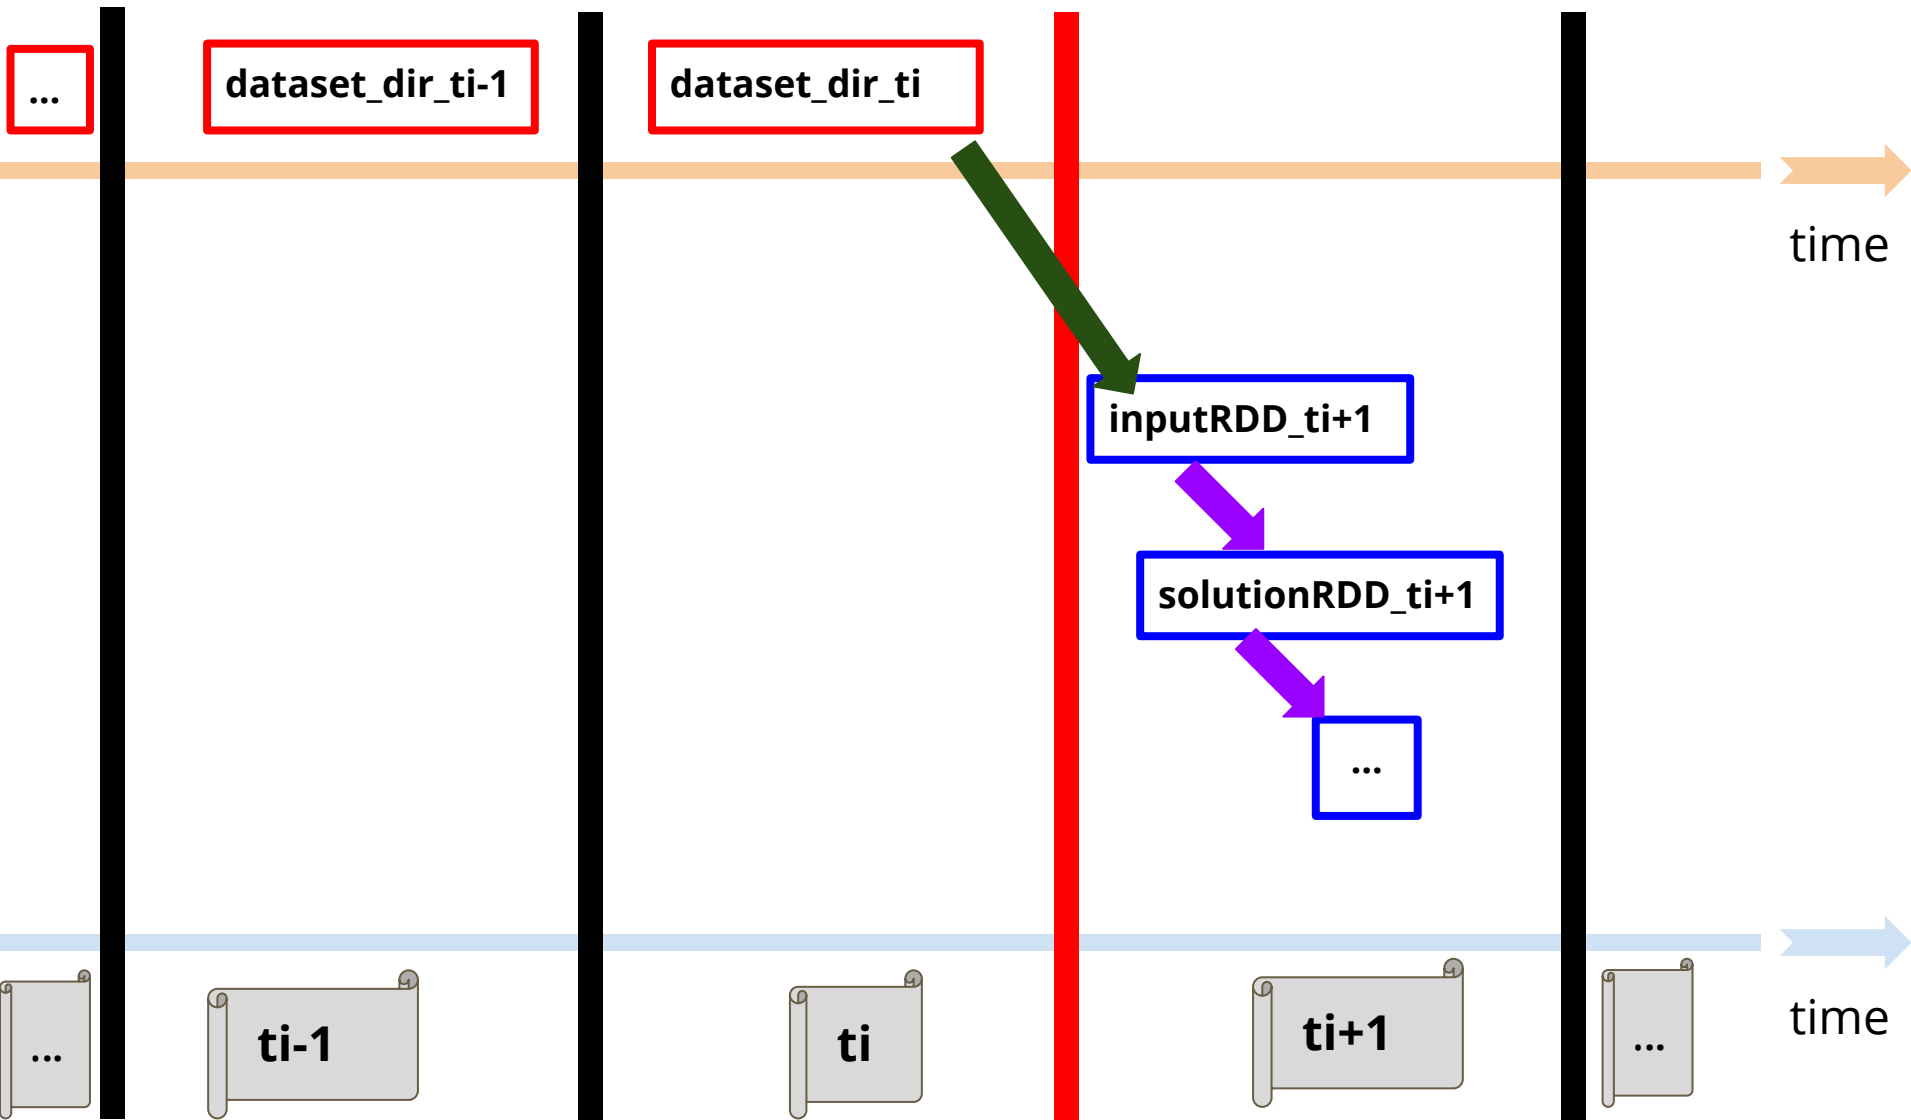 ...
dataset_dir_ti-1
dataset_dir_ti
time
inputRDD_ti+1
solutionRDD_ti+1
...
time
...
ti-1
ti
ti+1
...